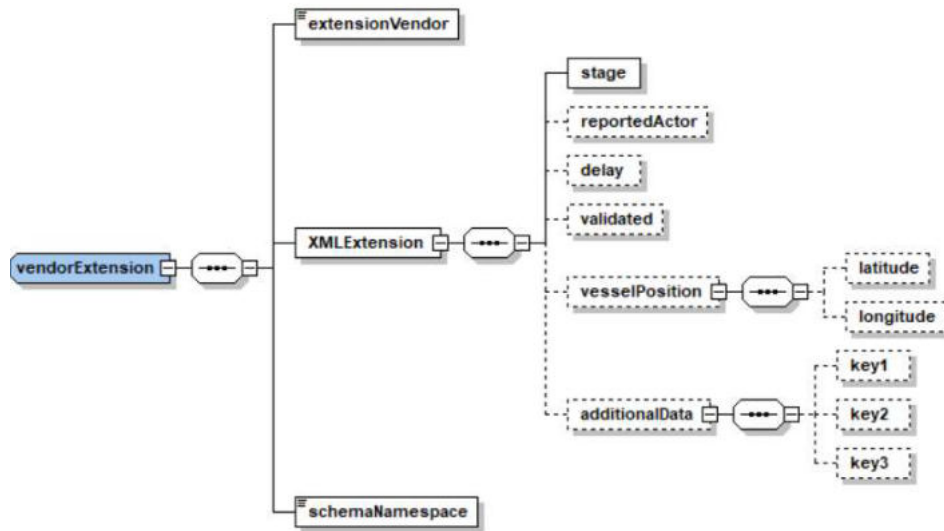 extensionVendor
stage
reportedActor
delay
validated
XMLExtension
vendorExtension
vesselPosition
latitude
longitude
additionalData
key1
key2
key3
schemaNamespace